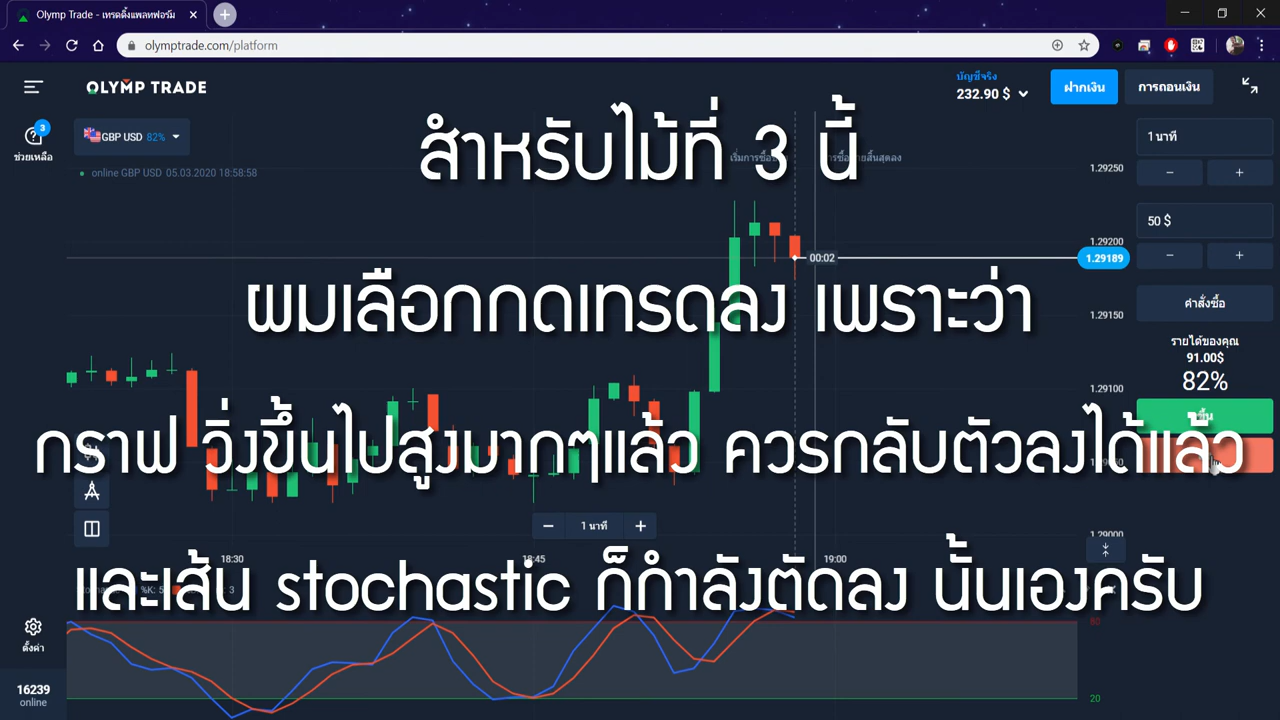 Olymp Trade - เทรดดิ้งแพลทฟอร์ม
olymptrade.com/platform
OLYMP TRADE
บัญชีจริง
232.90 $
ฝากเงิน
การถอนเงิน
3
ช่วยเหลือ
GBP USD 82%
online GBP USD 05.03.2020 18:58:58
สำหรับไม้ที่ 3 นี้
1 นาที
− +
1.29250
50 $
1.29200
− +
00:02
1.29189
ผมเลือกกดเทรดลง เพราะว่า
คำสั่งซื้อ
1.29150
รายได้ของคุณ
91.00$
82%
1.29100
ขึ้น
กราฟ วิ่งขึ้นไปสูงมากๆแล้ว ควรกลับตัวลงได้แล้ว
− 1 นาที +
1.29000
18:30 18:45 19:00
และเส้น stochastic ก็กำลังตัดลง นั้นเองครับ
%K: 5 3
80
ตั้งค่า
16239
online
20